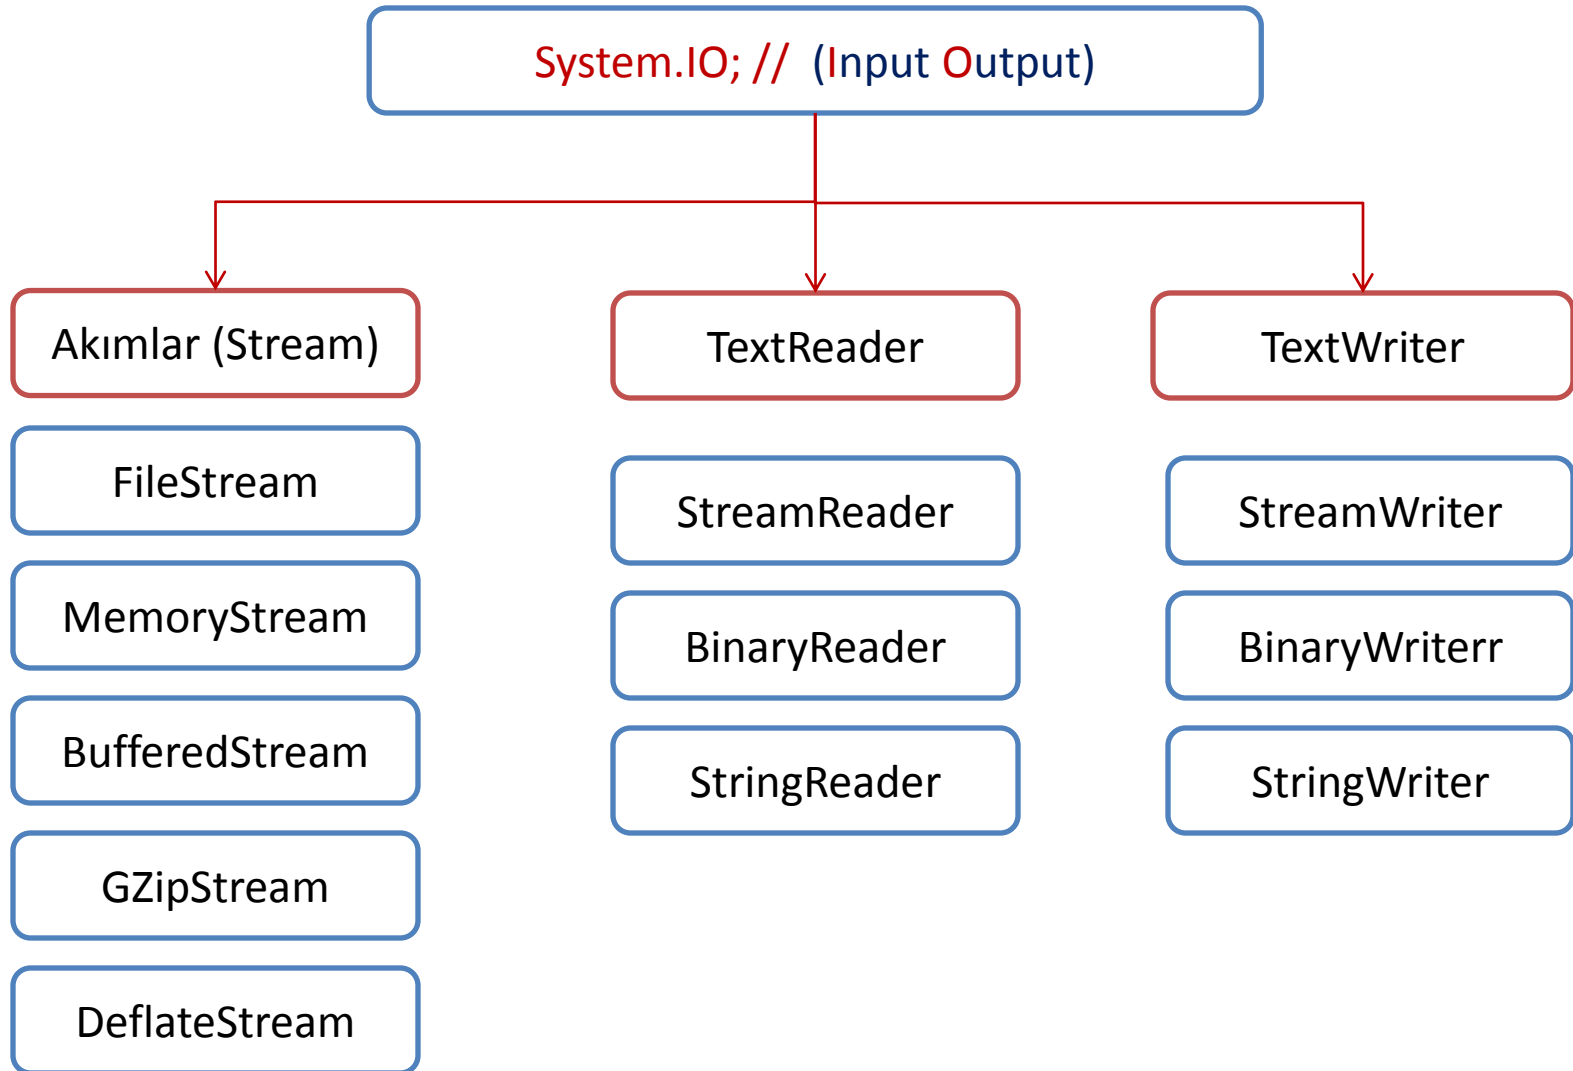 System.IO; // (Input Output)
Akımlar (Stream)
FileStream
MemoryStream
BufferedStream
GZipStream
DeflateStream
TextReader
StreamReader
BinaryReader
StringReader
TextWriter
StreamWriter
BinaryWriterr
StringWriter